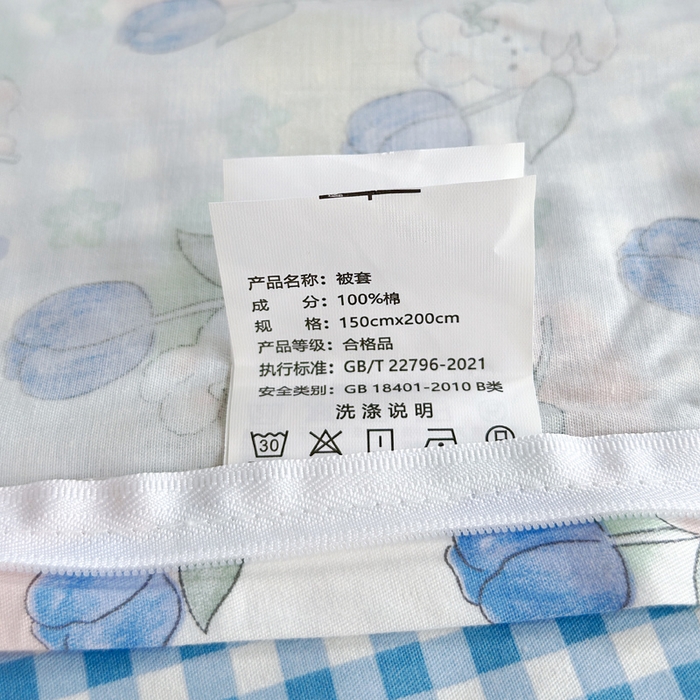 产品名称：被套
成　　分：100%棉
规　　格：150cmx200cm
产品等级：合格品
执行标准：GB/T 22796-2021
安全类别：GB 18401-2010 B类
洗涤说明
30